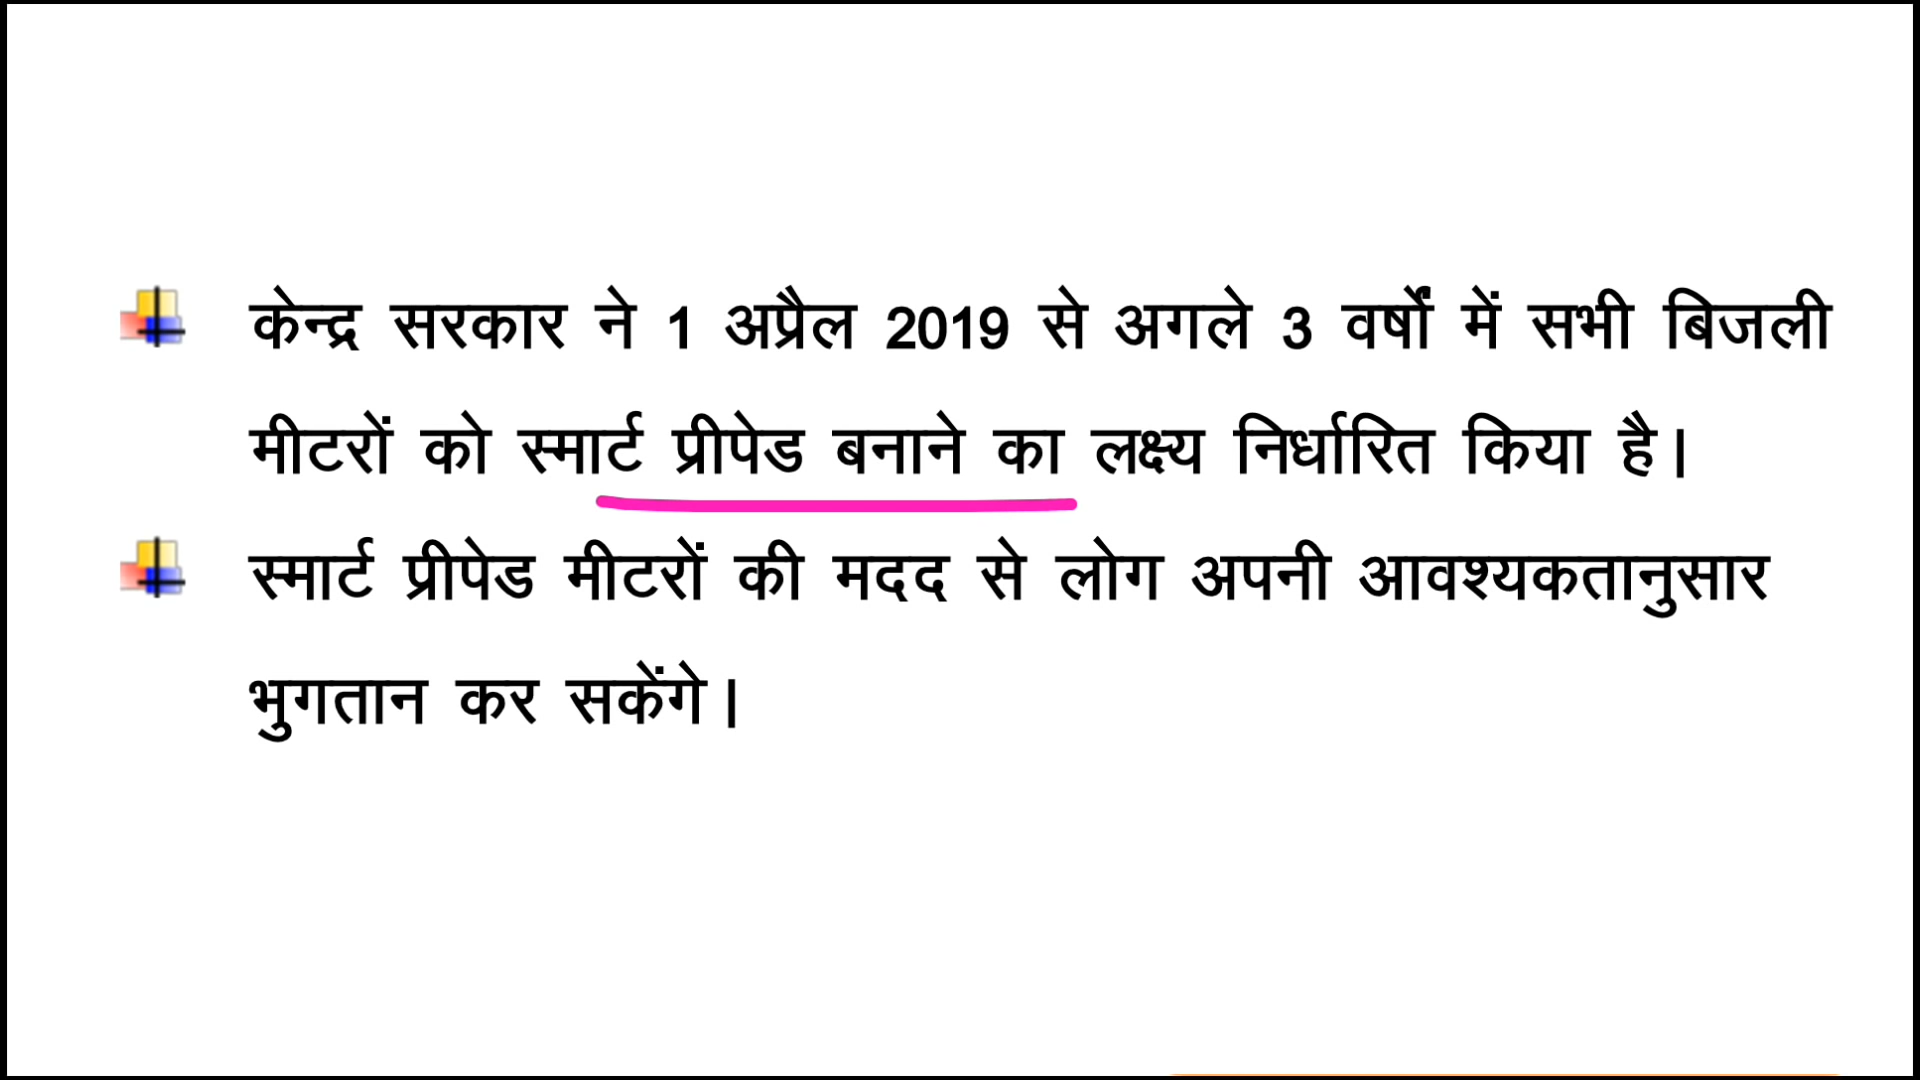 केन्द्र सरकार ने 1 अप्रैल 2019 से अगले 3 वर्षों में सभी बिजली
मीटरों को स्मार्ट प्रीपेड बनाने का लक्ष्य निर्धारित किया है।
स्मार्ट प्रीपेड मीटरों की मदद से लोग अपनी आवश्यकतानुसार
भुगतान कर सकेंगे।